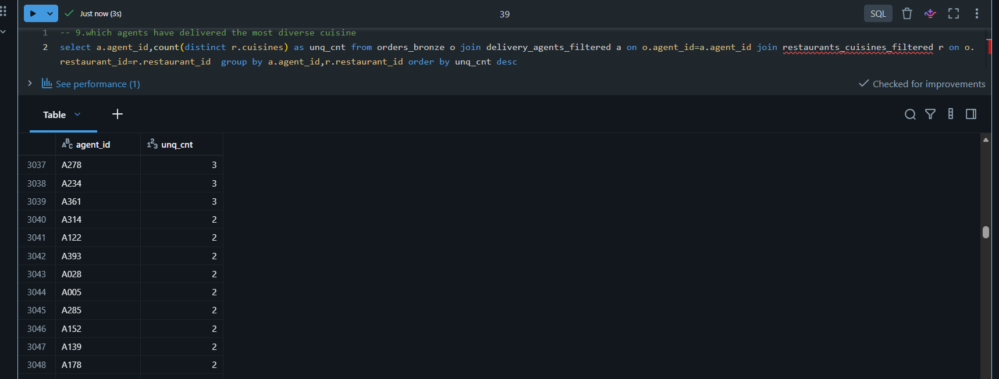 Just now (3s)
39
SQL
1 -- 9.which agents have delivered the most diverse cuisine
2 select a.agent_id,count(distinct r.cuisines) as unq_cnt from orders_bronze o join delivery_agents_filtered a on o.agent_id=a.agent_id join restaurants_cuisines_filtered r on o.
restaurant_id=r.restaurant_id  group by a.agent_id,r.restaurant_id order by unq_cnt desc
See performance (1)
Checked for improvements
Table
agent_id unq_cnt
3037 A278 3
3038 A234 3
3039 A361 3
3040 A314 2
3041 A122 2
3042 A393 2
3043 A028 2
3044 A005 2
3045 A285 2
3046 A152 2
3047 A139 2
3048 A178 2